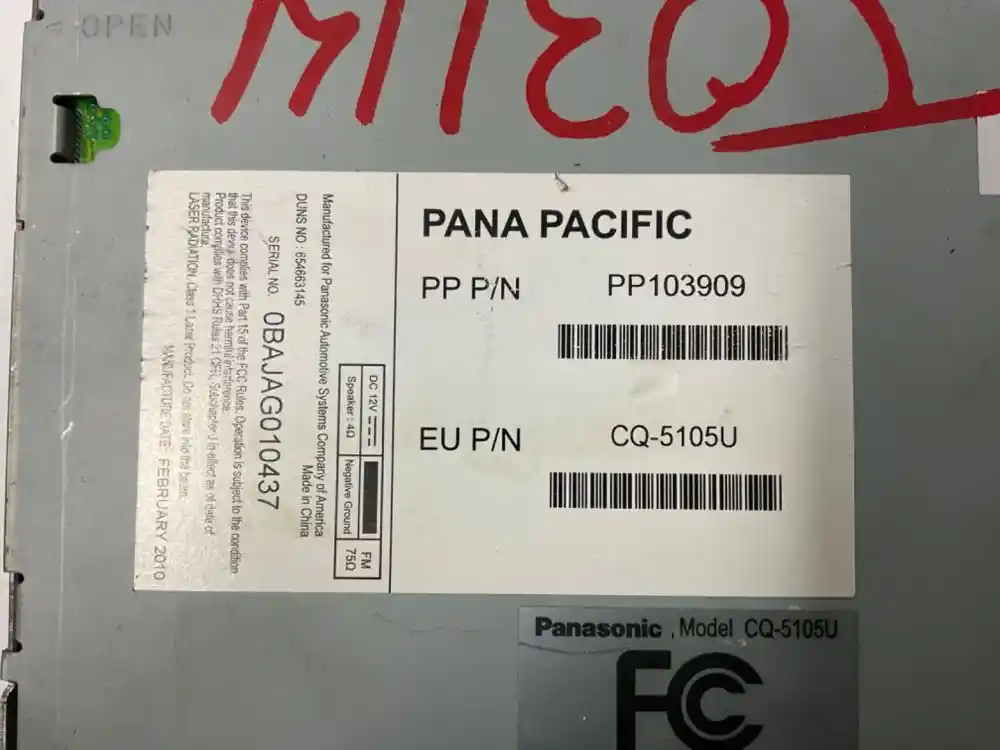 < OPEN
PANA PACIFIC
PP P/N PP103909
EU P/N CQ-5105U
DC 12V
FM
Speaker : 4Ω
Negative Ground
75Ω
Manufactured for Panasonic Automotive Systems Company of America
Made in China
DUNS NO : 654663145
SERIAL NO. 0BAJAG010437
This device complies with Part 15 of the FCC Rules. Operation is subject to the condition
that this device does not cause harmful interference.
Product complies with DHHS Rules 21 CFR, Subchapter J in effect as of date of
manufacture.
LASER RADIATION, Class 1 Laser Product. Do not stare into the beam.
MANUFACTURE DATE: FEBRUARY 2010
Panasonic , Model CQ-5105U
FC